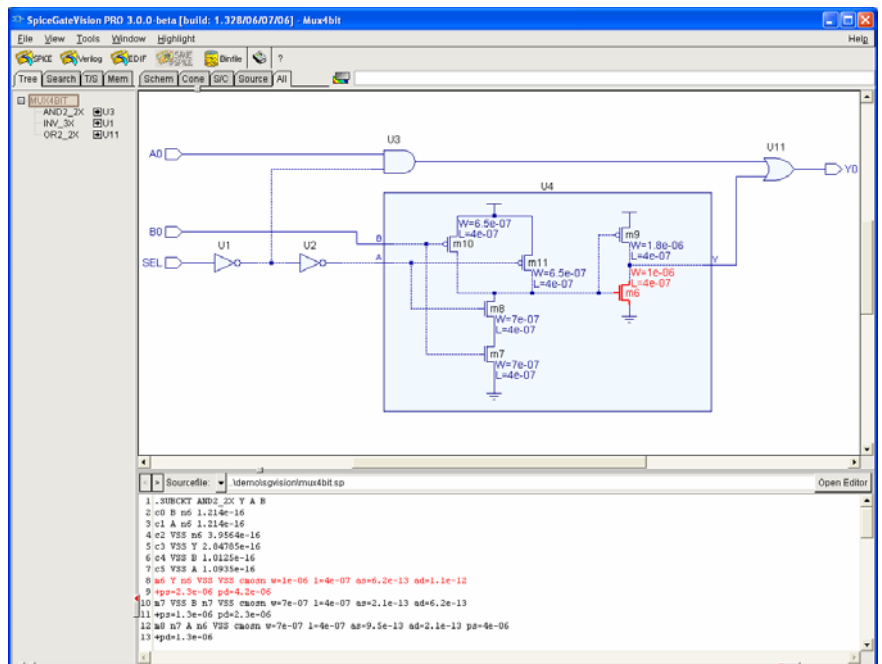 SpiceGateVision PRO 3.0.0-beta [build: 1.328/06/07/06] - Mux4bit
File View Tools Window Highlight Help
SPICE Verilog EDIF SAVE SPICE Binfile ?
Tree Search T/S Mem Schem Cone S/C Source All
MUX4BIT
AND2_2X U3
INV_3X U1
OR2_2X U11
U3
A0
U11
Y0
U4
B0
B
W=6.5e-07
L=4e-07
m10
m9
W=1.8e-06
L=4e-07
U1
U2
SEL
A
m11
W=6.5e-07
L=4e-07
Y
W=1e-06
L=4e-07
m6
m8
W=7e-07
L=4e-07
m7
W=7e-07
L=4e-07
Sourcefile: .\demo\sgvision\mux4bit.sp Open Editor
1 .SUBCKT AND2_2X Y A B
2 c0 B n6 1.214e-16
3 c1 A n6 1.214e-16
4 c2 VSS n6 3.9564e-16
5 c3 VSS Y 2.84785e-16
6 c4 VSS B 1.0125e-16
7 c5 VSS A 1.0935e-16
8 m6 Y n6 VSS VSS cmosn w=1e-06 l=4e-07 as=6.2e-13 ad=1.1e-12
9 +ps=2.3e-06 pd=4.2e-06
10 m7 VSS B n7 VSS cmosn w=7e-07 l=4e-07 as=2.1e-13 ad=6.2e-13
11 +ps=1.3e-06 pd=2.3e-06
12 m8 n7 A n6 VSS cmosn w=7e-07 l=4e-07 as=9.5e-13 ad=2.1e-13 ps=4e-06
13 +pd=1.3e-06